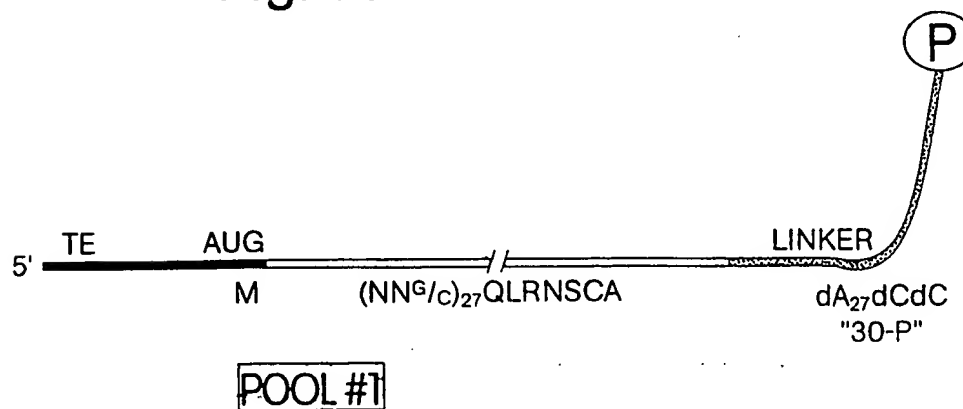 P
TE AUG LINKER
5'
M (NNG/C)27QLRNSCA dA27dCdC
"30-P"
POOL #1